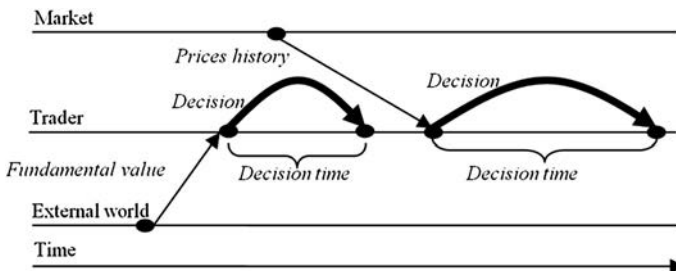 Market
Prices history
Decision
Decision
Trader
Fundamental value
Decision time
Decision time
External world
Time